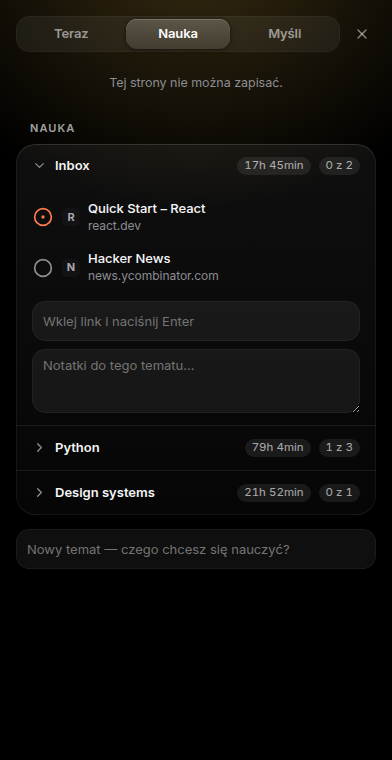 Teraz
Nauka
Myśli
Tej strony nie można zapisać.
NAUKA
Inbox
17h 45min
0 z 2
R
Quick Start – React
react.dev
N
Hacker News
news.ycombinator.com
Wklej link i naciśnij Enter
Notatki do tego tematu...
Python
79h 4min
1 z 3
Design systems
21h 52min
0 z 1
Nowy temat — czego chcesz się nauczyć?